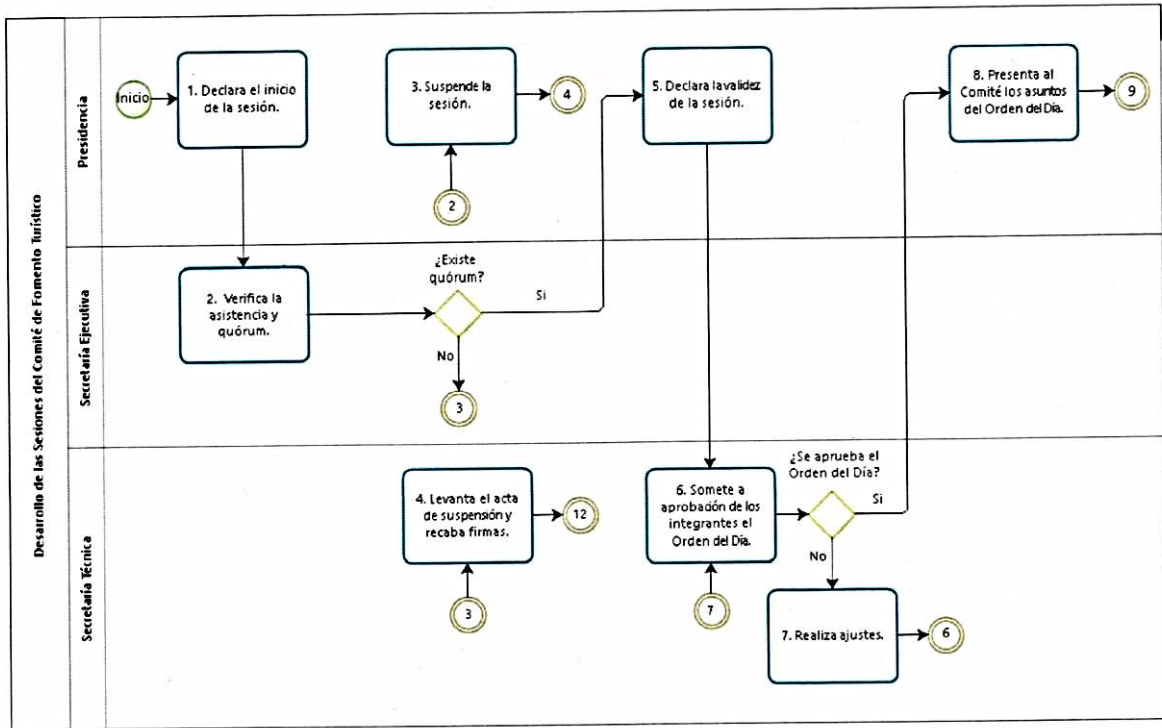 Desarrollo de las Sesiones del Comité de Fomento Turístico
Presidencia
Inicio
1. Declara el inicio
de la sesión.
3. Suspende la
sesión.
4
2
5. Declara la validez
de la sesión.
8. Presenta al
Comité los asuntos
del Orden del Día.
9
Secretaría Ejecutiva
2. Verifica la
asistencia y
quórum.
¿Existe
quórum?
Si
No
3
Secretaría Técnica
4. Levanta el acta
de suspensión y
recaba firmas.
12
3
6. Somete a
aprobación de los
integrantes el
Orden del Día.
7
¿Se aprueba el
Orden del Día?
Si
No
7. Realiza ajustes.
6